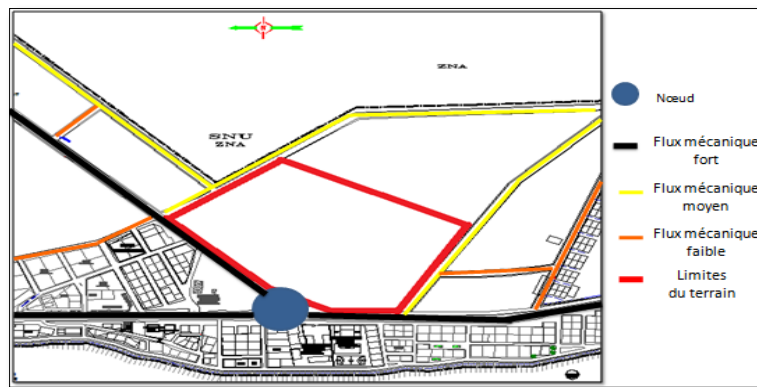 ZNA
SNU
ZNA
Nœud
Flux mécanique
fort
Flux mécanique
moyen
Flux mécanique
faible
Limites
du terrain